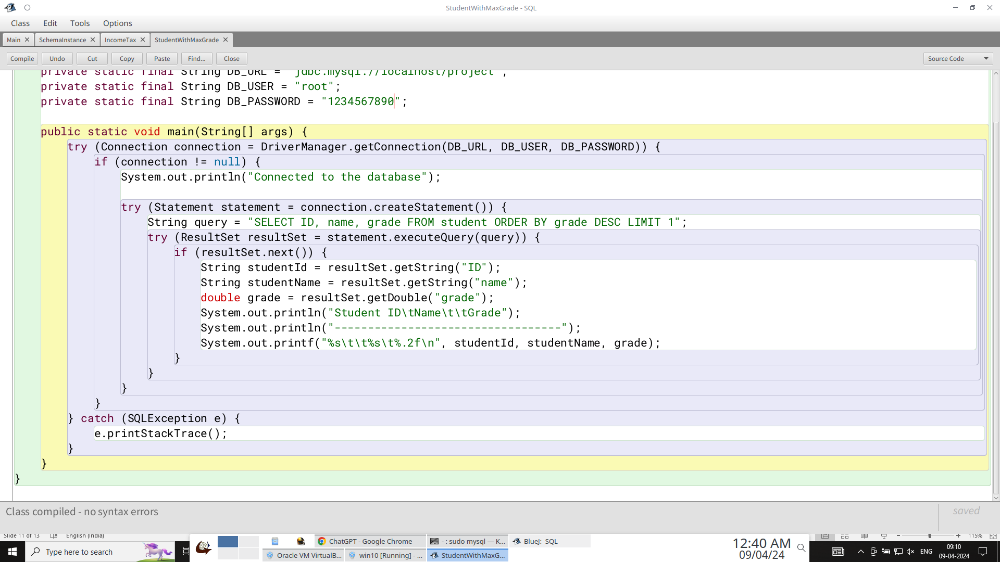 StudentWithMaxGrade - SQL
Class Edit Tools Options
Main SchemaInstance IncomeTax StudentWithMaxGrade
Compile Undo Cut Copy Paste Find... Close Source Code
private static final String DB_URL = "jdbc:mysql://localhost/project";
private static final String DB_USER = "root";
private static final String DB_PASSWORD = "1234567890";
public static void main(String[] args) {
try (Connection connection = DriverManager.getConnection(DB_URL, DB_USER, DB_PASSWORD)) {
if (connection != null) {
System.out.println("Connected to the database");
try (Statement statement = connection.createStatement()) {
String query = "SELECT ID, name, grade FROM student ORDER BY grade DESC LIMIT 1";
try (ResultSet resultSet = statement.executeQuery(query)) {
if (resultSet.next()) {
String studentId = resultSet.getString("ID");
String studentName = resultSet.getString("name");
double grade = resultSet.getDouble("grade");
System.out.println("Student ID\tName\t\tGrade");
System.out.println("----------------------------------");
System.out.printf("%s\t\t%s\t%.2f\n", studentId, studentName, grade);
}
}
}
}
} catch (SQLException e) {
e.printStackTrace();
}
}
}
Class compiled - no syntax errors
saved
Slide 11 of 13 English (India) 115%
ChatGPT - Google Chrome - : sudo mysql — K... BlueJ: SQL
Oracle VM VirtualB... win10 [Running] - ... StudentWithMaxG...
12:40 AM
09/04/24
Type here to search
ENG
09:10
09-04-2024